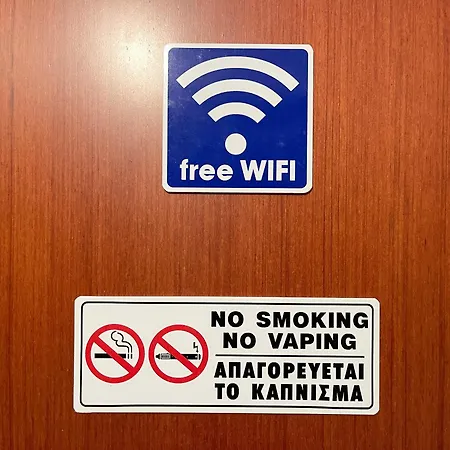 free WIFI
NO SMOKING
NO VAPING
ΑΠΑΓΟΡΕΥΕΤΑΙ
ΤΟ ΚΑΠΝΙΣΜΑ